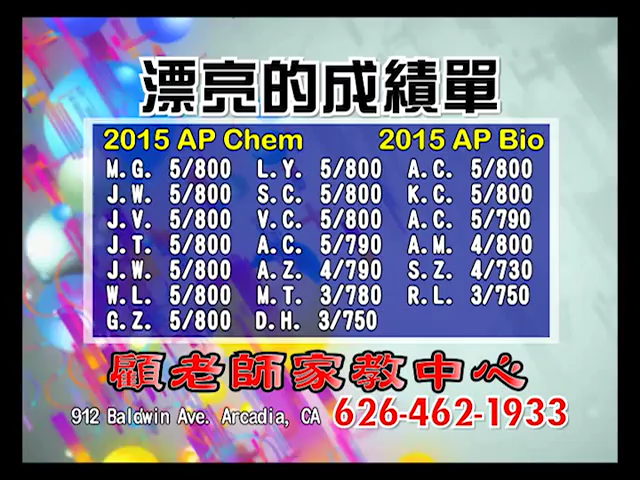 漂亮的成績單
2015 AP Chem 2015 AP Bio
M.G. 5/800 L.Y. 5/800 A.C. 5/800
J.W. 5/800 S.C. 5/800 K.C. 5/800
J.V. 5/800 V.C. 5/800 A.C. 5/790
J.T. 5/800 A.C. 5/790 A.M. 4/800
J.W. 5/800 A.Z. 4/790 S.Z. 4/730
W.L. 5/800 M.T. 3/780 R.L. 3/750
G.Z. 5/800 D.H. 3/750
顧老師家教中心
912 Baldwin Ave. Arcadia, CA 626-462-1933